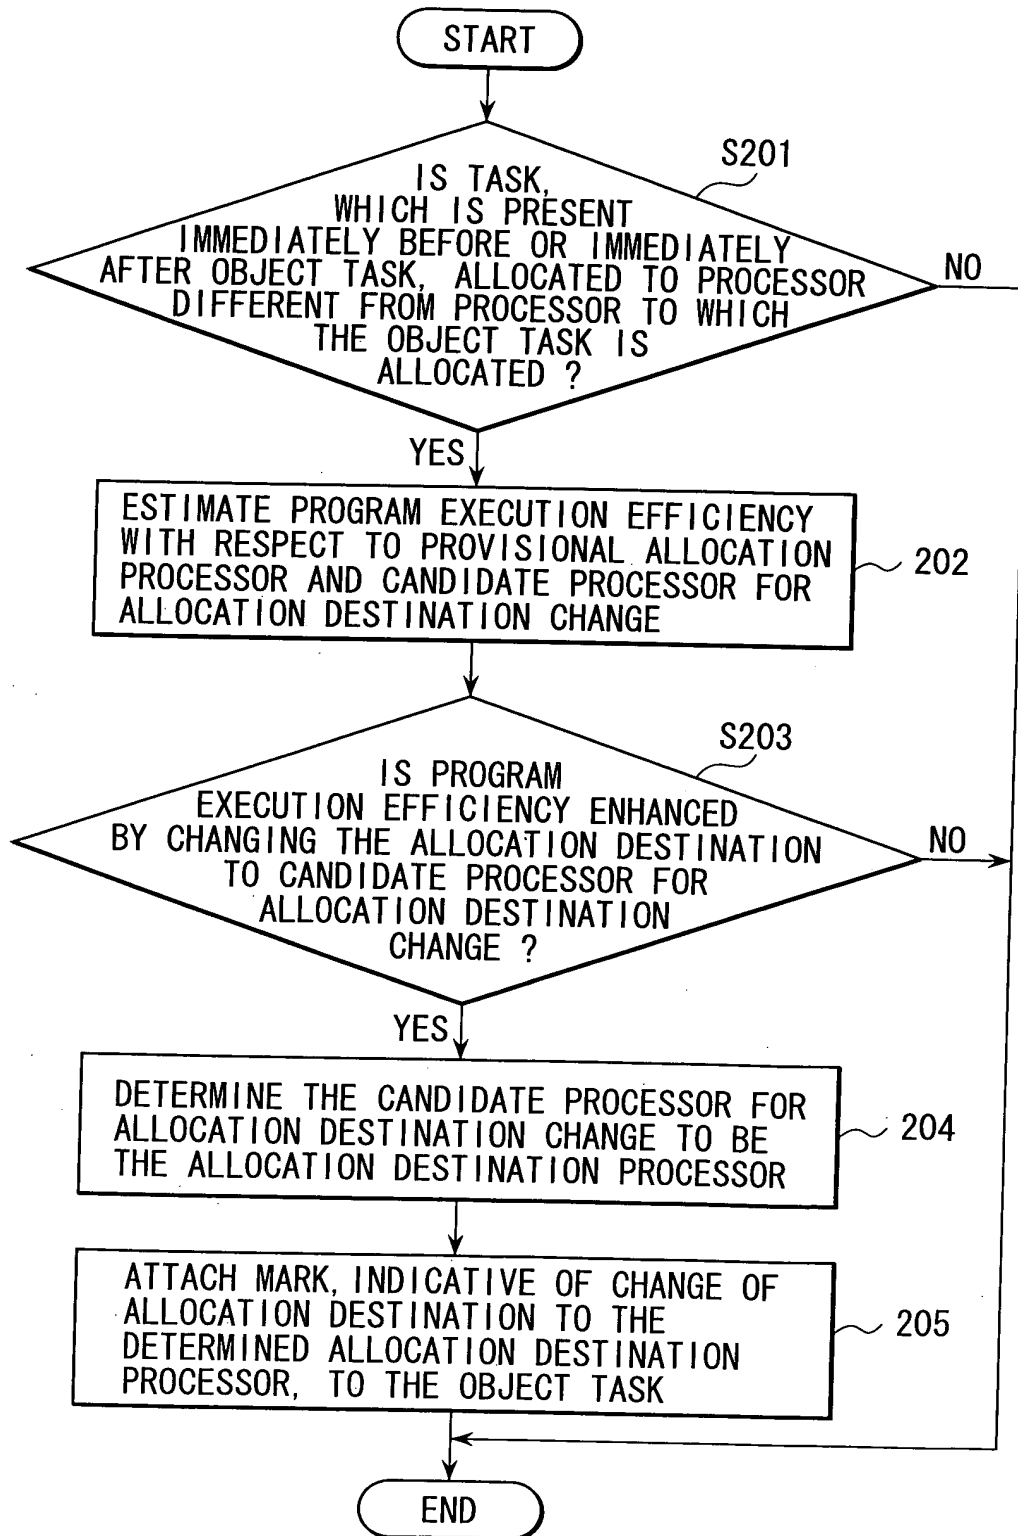 START
S201
IS TASK,
WHICH IS PRESENT
IMMEDIATELY BEFORE OR IMMEDIATELY
AFTER OBJECT TASK, ALLOCATED TO PROCESSOR
DIFFERENT FROM PROCESSOR TO WHICH
THE OBJECT TASK IS
ALLOCATED ?
NO
YES
ESTIMATE PROGRAM EXECUTION EFFICIENCY
WITH RESPECT TO PROVISIONAL ALLOCATION
PROCESSOR AND CANDIDATE PROCESSOR FOR
ALLOCATION DESTINATION CHANGE
202
S203
IS PROGRAM
EXECUTION EFFICIENCY ENHANCED
BY CHANGING THE ALLOCATION DESTINATION
TO CANDIDATE PROCESSOR FOR
ALLOCATION DESTINATION
CHANGE ?
NO
YES
DETERMINE THE CANDIDATE PROCESSOR FOR
ALLOCATION DESTINATION CHANGE TO BE
THE ALLOCATION DESTINATION PROCESSOR
204
ATTACH MARK, INDICATIVE OF CHANGE OF
ALLOCATION DESTINATION TO THE
DETERMINED ALLOCATION DESTINATION
PROCESSOR, TO THE OBJECT TASK
205
END